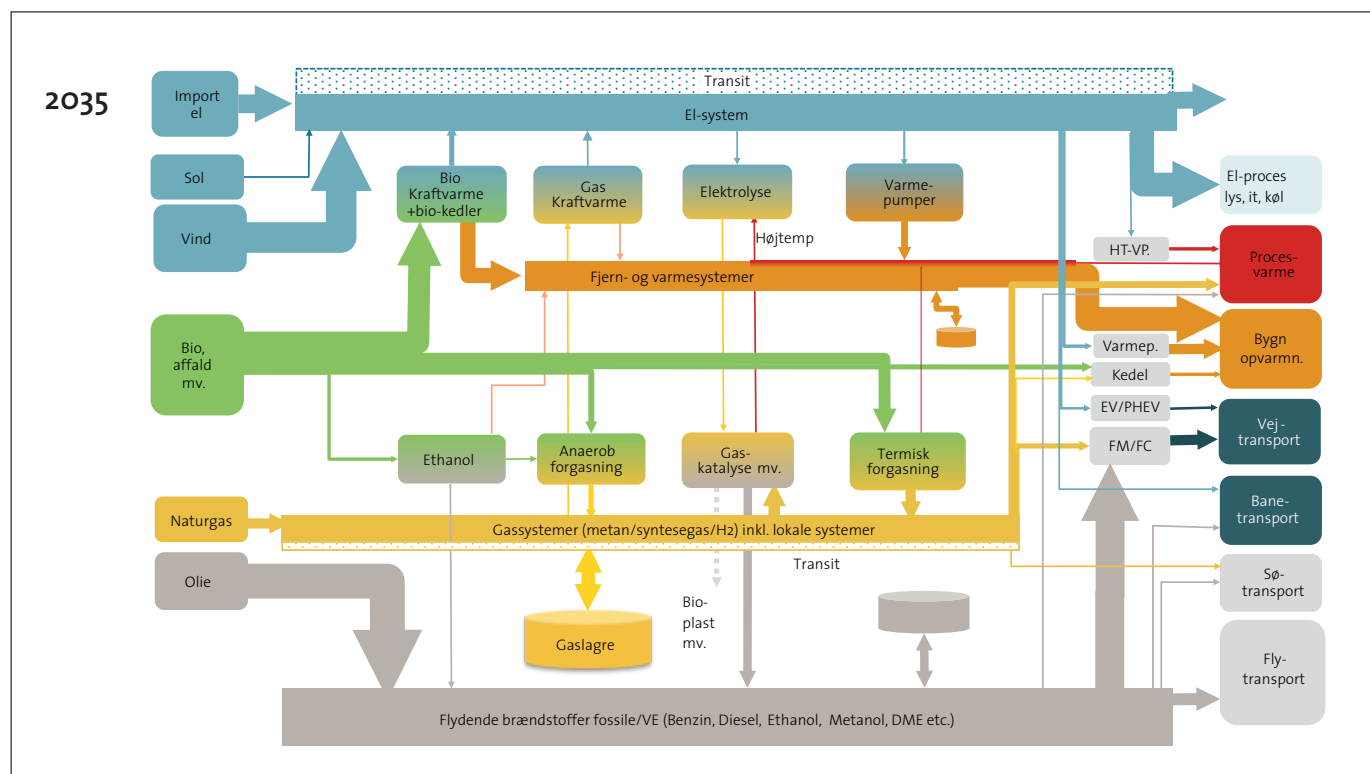 2035
Import
el
Transit
El-system
Sol
Vind
Bio
Kraftvarme
+bio-kedler
Gas
Kraftvarme
Elektrolyse
Varme-
pumper
El-proces
lys, it, køl
Højtemp
HT-VP.
Proces-
varme
Fjern- og varmesystemer
Bio,
affald
mv.
Varmep.
Kedel
Bygn
opvarmn.
EV/PHEV
FM/FC
Vej-
transport
Ethanol
Anaerob
forgasning
Gas-
katalyse mv.
Termisk
forgasning
Naturgas
Gassystemer (metan/syntesegas/H2) inkl. lokale systemer
Bane-
transport
Transit
Olie
Sø-
transport
Bio-
plast
mv.
Gaslagre
Fly-
transport
Flydende brændstoffer fossile/VE (Benzin, Diesel, Ethanol, Metanol, DME etc.)